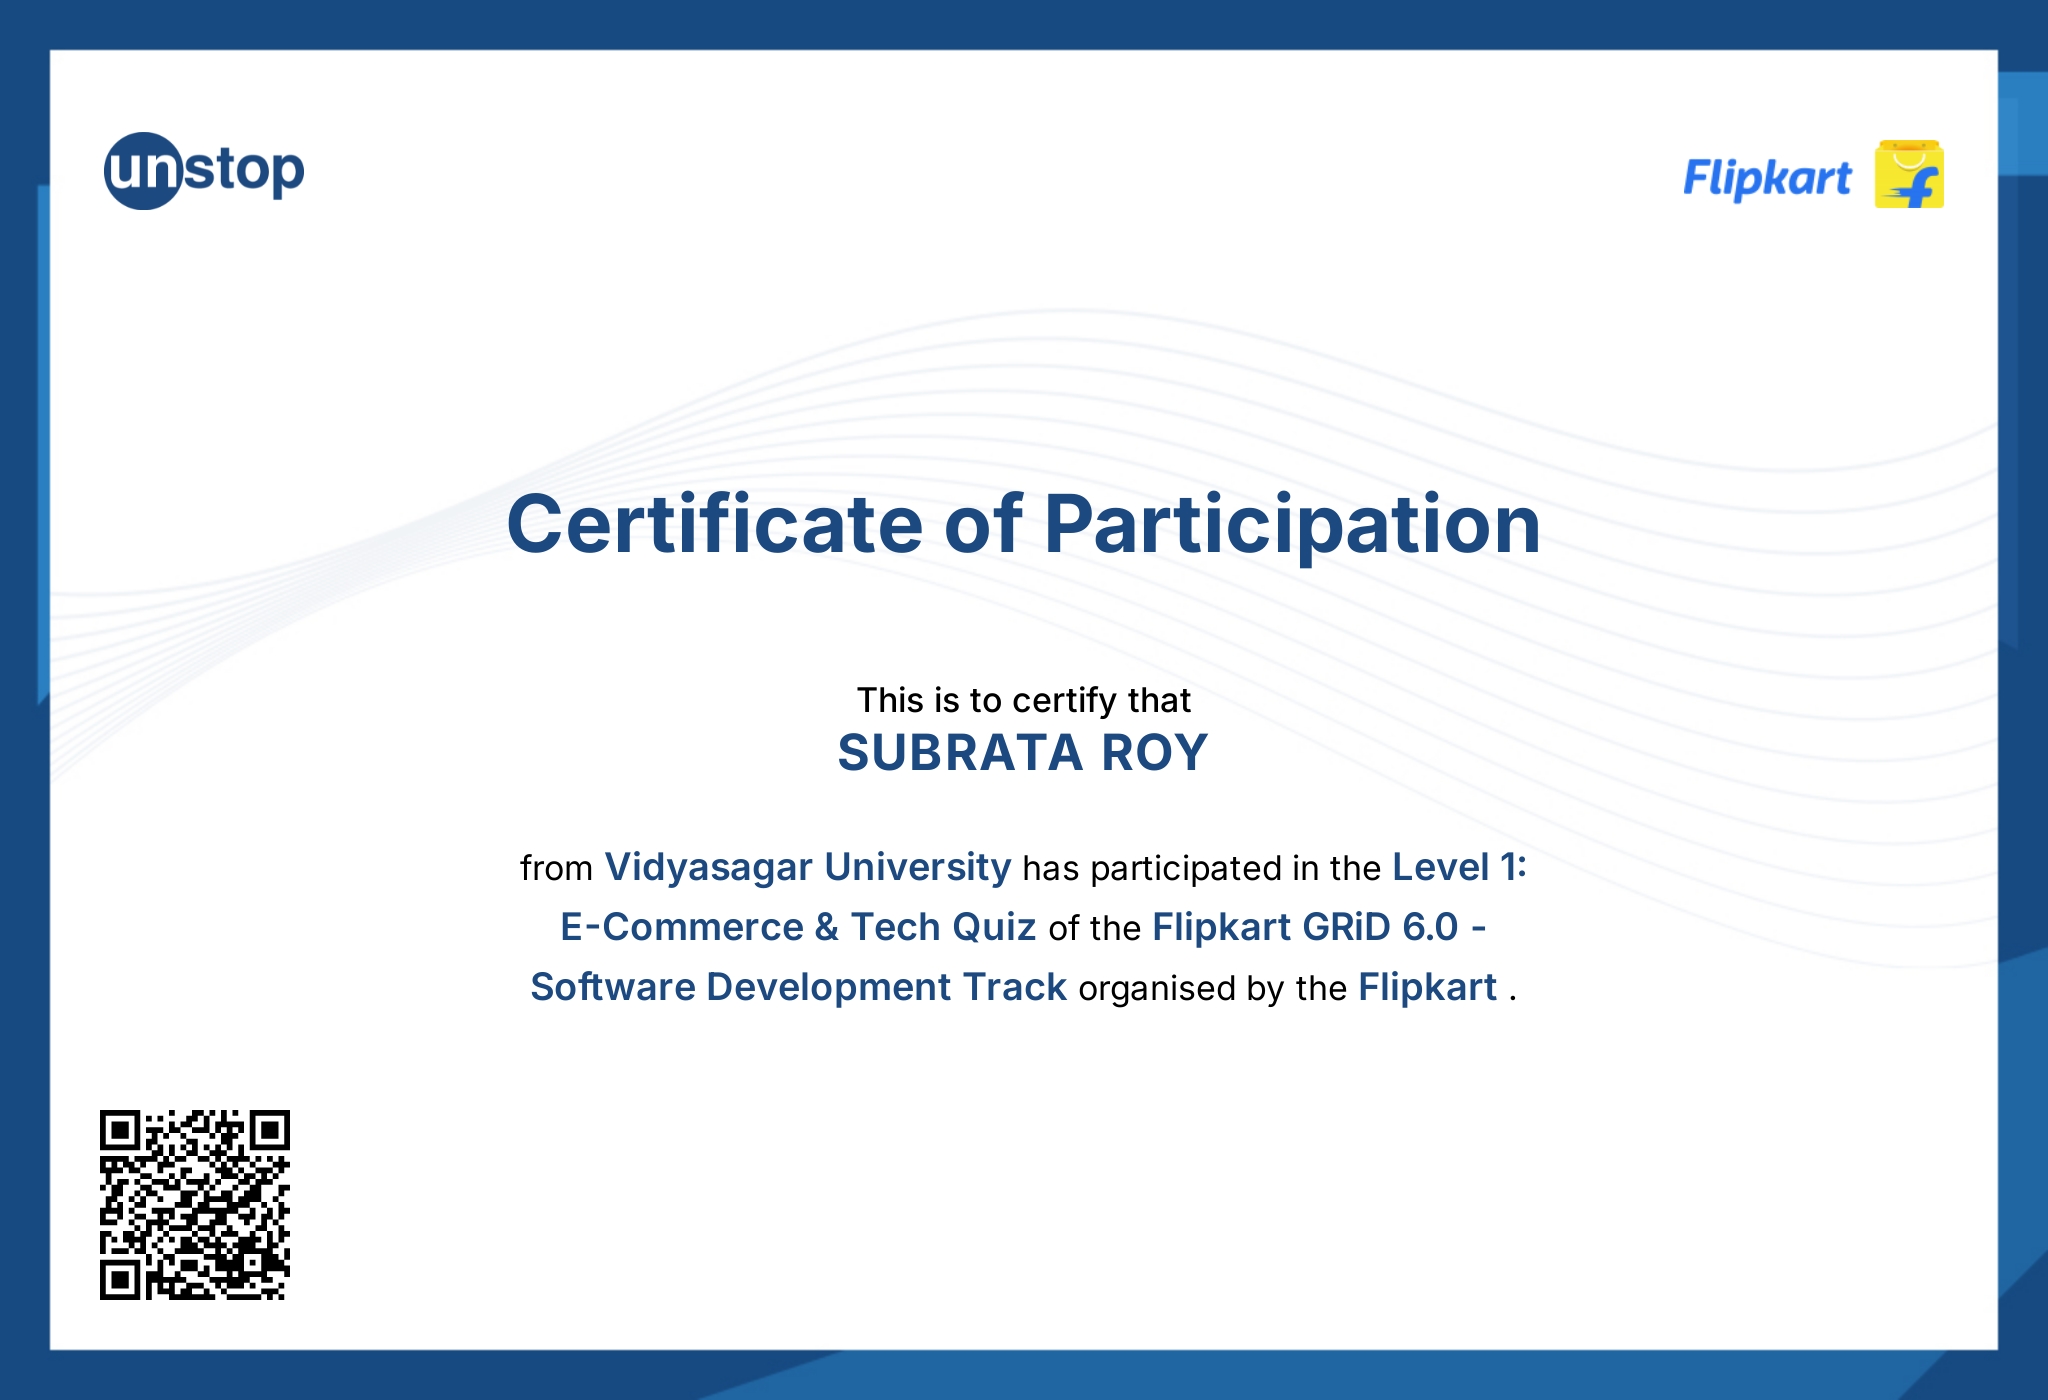 unstop
Flipkart
Certificate of Participation
This is to certify that
SUBRATA ROY
from Vidyasagar University has participated in the Level 1:
E-Commerce & Tech Quiz of the Flipkart GRiD 6.0 -
Software Development Track organised by the Flipkart .